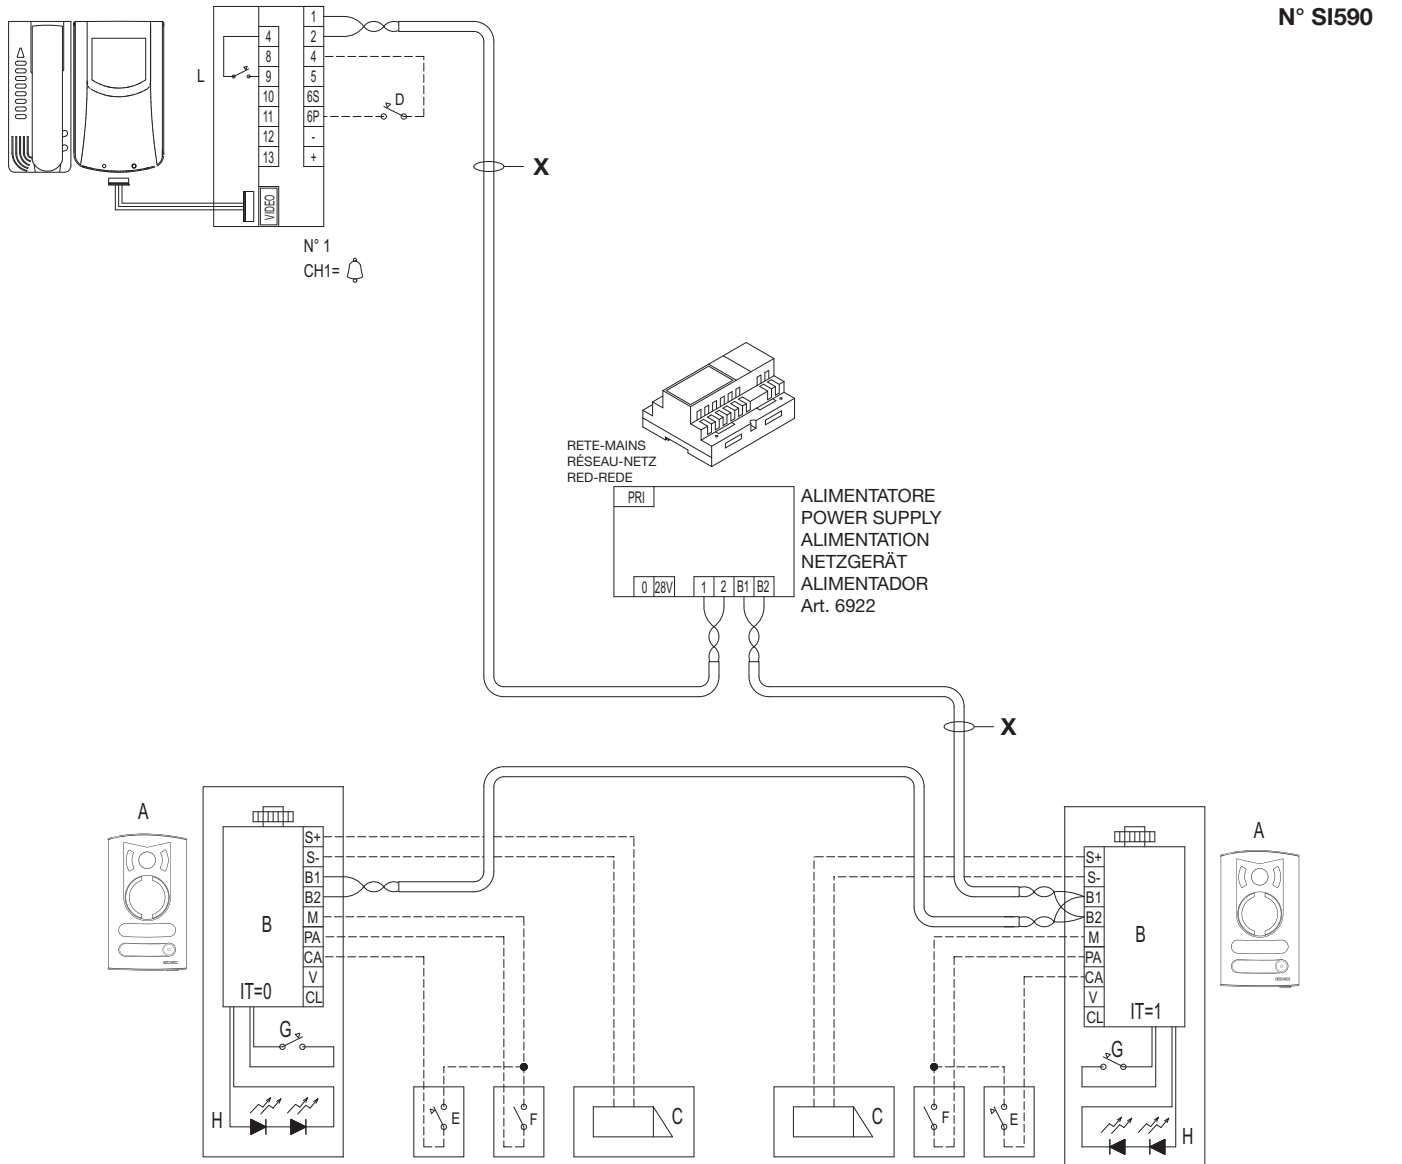 N° SI590
L
4
8
9
10
11
12
13
VIDEO
1
2
4
5
6S
6P
-
+
D
X
N° 1
CH1=
RETE-MAINS
RÉSEAU-NETZ
RED-REDE
PRI
0 28V 1 2 B1 B2
ALIMENTATORE
POWER SUPPLY
ALIMENTATION
NETZGERÄT
ALIMENTADOR
Art. 6922
X
A
B
IT=0
S+
S-
B1
B2
M
PA
CA
V
CL
G
H
E
F
C
C
F
E
S+
S-
B1
B2
M
PA
CA
V
CL
B
IT=1
G
H
A